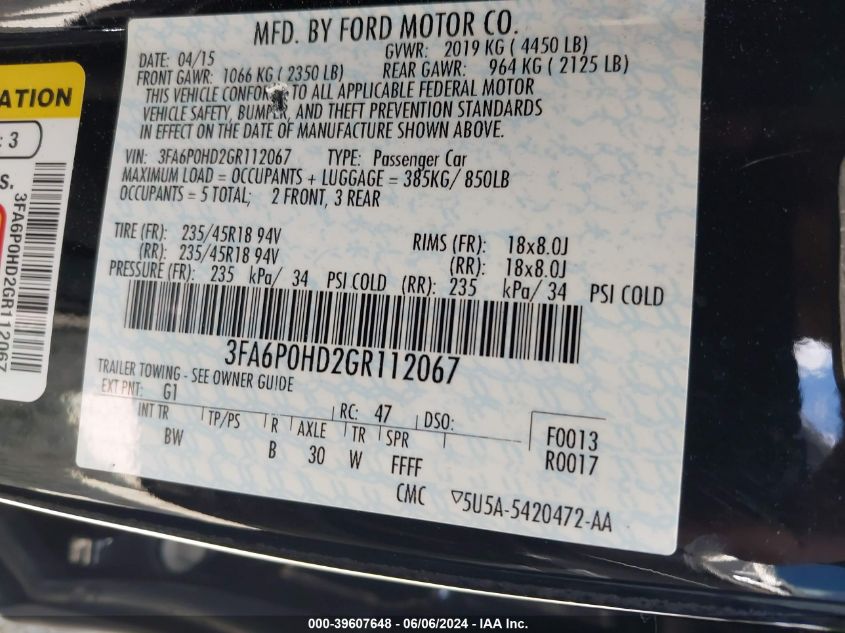 MFD. BY FORD MOTOR CO.
DATE: 04/15 GVWR: 2019 KG ( 4450 LB)
FRONT GAWR: 1066 KG ( 2350 LB) REAR GAWR: 964 KG ( 2125 LB)
THIS VEHICLE CONFORMS TO ALL APPLICABLE FEDERAL MOTOR
VEHICLE SAFETY, BUMPER, AND THEFT PREVENTION STANDARDS
IN EFFECT ON THE DATE OF MANUFACTURE SHOWN ABOVE.
VIN: 3FA6P0HD2GR112067 TYPE: Passenger Car
MAXIMUM LOAD = OCCUPANTS + LUGGAGE = 385KG/ 850LB
OCCUPANTS = 5 TOTAL; 2 FRONT, 3 REAR
TIRE (FR): 235/45R18 94V RIMS (FR): 18x8.0J
(RR): 235/45R18 94V (RR): 18x8.0J
PRESSURE (FR): 235 kPa/ 34 PSI COLD (RR): 235 kPa/ 34 PSI COLD
3FA6P0HD2GR112067
TRAILER TOWING - SEE OWNER GUIDE
EXT PNT: G1 RC: 47 DSO:
INT TR TP/PS R AXLE TR SPR F0013
BW B 30 W FFFF R0017
CMC ▽5U5A-5420472-AA
ATION
: 3
S.
3FA6P0HD2GR112067
000-39607648 - 06/06/2024 - IAA Inc.